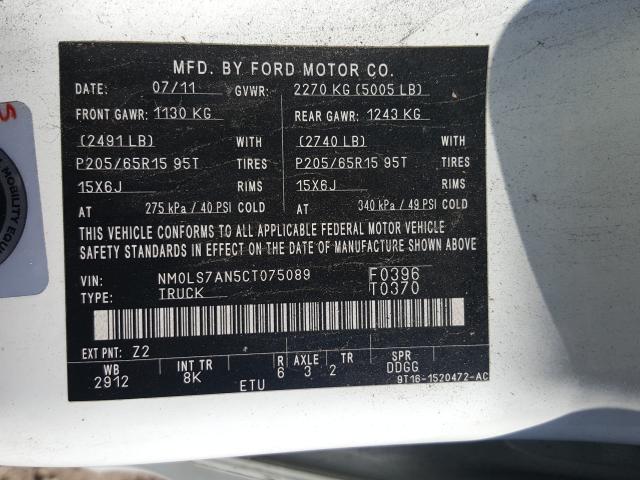 MFD. BY FORD MOTOR CO.
DATE: 07/11 GVWR: 2270 KG (5005 LB)
FRONT GAWR: 1130 KG REAR GAWR: 1243 KG
(2491 LB) WITH (2740 LB) WITH
P205/65R15 95T TIRES P205/65R15 95T TIRES
15X6J RIMS 15X6J RIMS
AT 275 kPa / 40 PSI COLD AT 340 kPa / 49 PSI COLD
THIS VEHICLE CONFORMS TO ALL APPLICABLE FEDERAL MOTOR VEHICLE
SAFETY STANDARDS IN EFFECT ON THE DATE OF MANUFACTURE SHOWN ABOVE
VIN: NM0LS7AN5CT075089 F0396
TYPE: TRUCK T0370
EXT PNT: Z2
WB INT TR R AXLE TR SPR
2912 8K 6 3 2 DDGG
ETU 9T16-1520472-AC
MOBILITY EQU